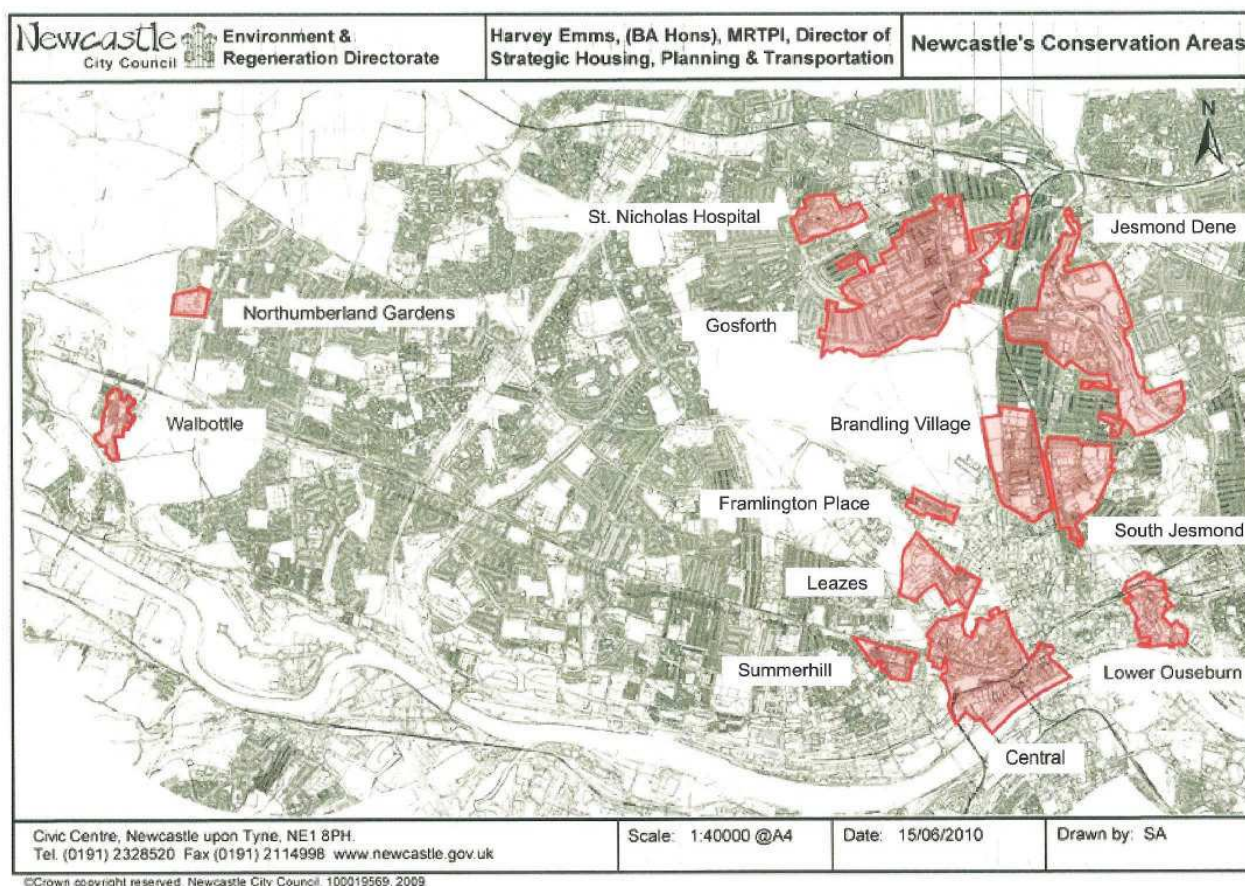 Newcastle
City Council
Environment &
Regeneration Directorate
Harvey Emms, (BA Hons), MRTPI, Director of
Strategic Housing, Planning & Transportation
Newcastle's Conservation Areas
N
St. Nicholas Hospital
Jesmond Dene
Northumberland Gardens
Gosforth
Walbottle
Brandling Village
Framlington Place
South Jesmond
Leazes
Summerhill
Lower Ouseburn
Central
Civic Centre, Newcastle upon Tyne, NE1 8PH.
Tel. (0191) 2328520 Fax (0191) 2114998 www.newcastle.gov.uk
Scale: 1:40000 @A4
Date: 15/06/2010
Drawn by: SA
©Crown copyright reserved. Newcastle City Council, 100019569, 2009